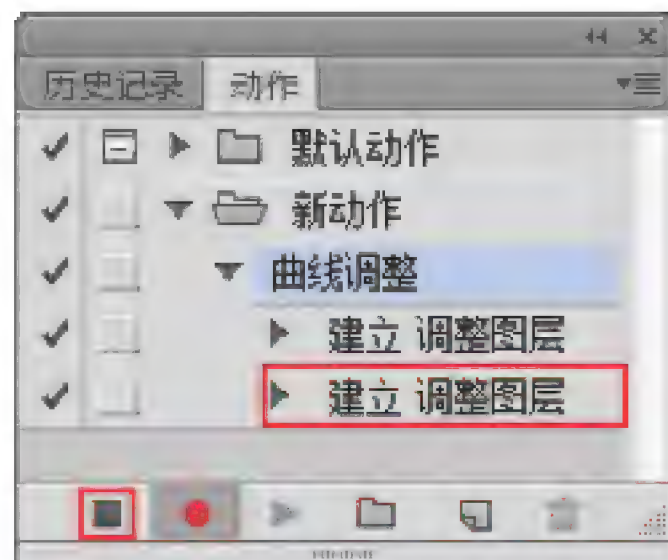 历史记录 动作
默认动作
新动作
曲线调整
建立 调整图层
建立 调整图层